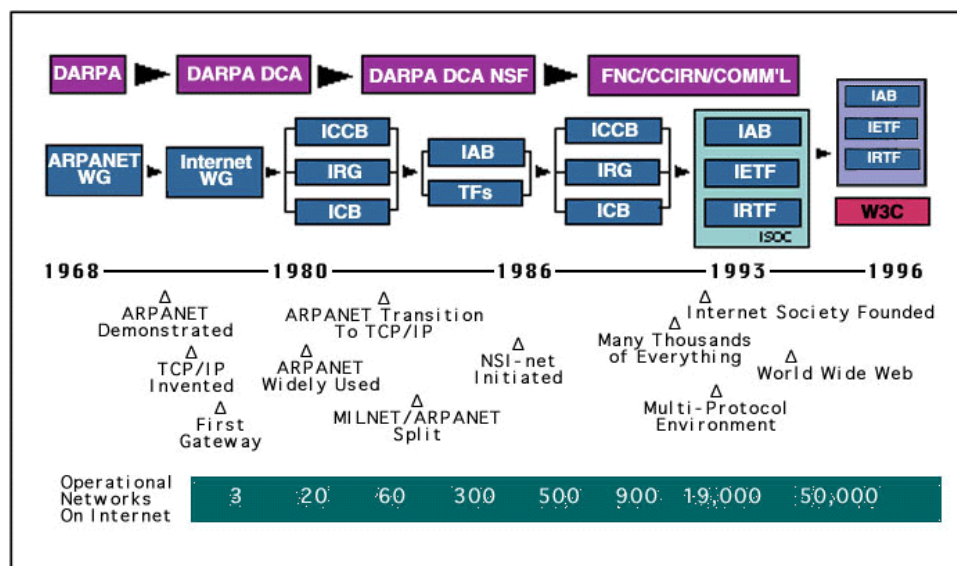 DARPA
DARPA DCA
DARPA DCA NSF
FNC/CCIRN/COMM'L
ARPANET
WG
Internet
WG
ICCB
IRG
ICB
IAB
TFs
ICCB
IRG
ICB
IAB
IETF
IRTF
ISOC
IAB
IETF
IRTF
W3C
1968
1980
1986
1993
1996
ARPANET
Demonstrated
TCP/IP
Invented
First
Gateway
ARPANET Transition
To TCP/IP
ARPANET
Widely Used
MILNET/ARPANET
Split
NSI-net
Initiated
Internet Society Founded
Many Thousands
of Everything
World Wide Web
Multi-Protocol
Environment
Operational
Networks
On Internet
3 20 60 300 500 900 19,000 50,000